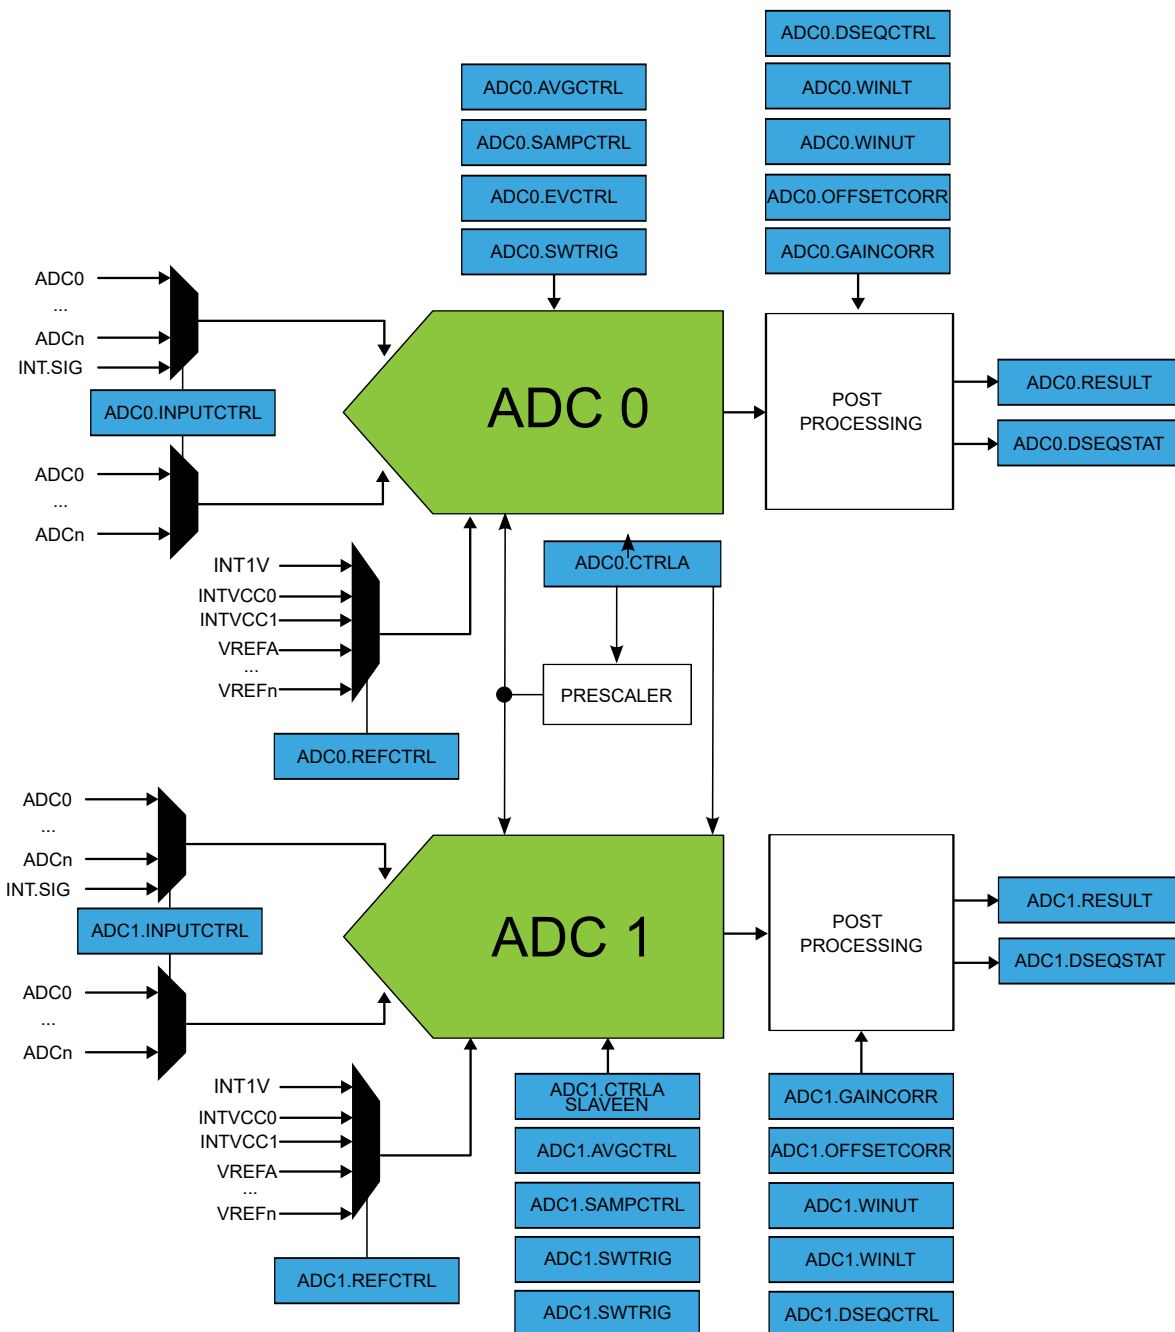 ADC0.DSEQCTRL
ADC0.AVGCTRL
ADC0.WINLT
ADC0.SAMPCTRL
ADC0.WINUT
ADC0.EVCTRL
ADC0.OFFSETCORR
ADC0.SWTRIG
ADC0.GAINCORR
ADC0
...
ADCn
INT.SIG
ADC0.INPUTCTRL
ADC0
...
ADCn
ADC 0
POST
PROCESSING
ADC0.RESULT
ADC0.DSEQSTAT
INT1V
INTVCC0
INTVCC1
VREFA
...
VREFn
ADC0.REFCTRL
ADC0.CTRLA
PRESCALER
ADC0
...
ADCn
INT.SIG
ADC1.INPUTCTRL
ADC0
...
ADCn
ADC 1
POST
PROCESSING
ADC1.RESULT
ADC1.DSEQSTAT
INT1V
INTVCC0
INTVCC1
VREFA
...
VREFn
ADC1.REFCTRL
ADC1.CTRLA
SLAVEEN
ADC1.AVGCTRL
ADC1.SAMPCTRL
ADC1.SWTRIG
ADC1.SWTRIG
ADC1.GAINCORR
ADC1.OFFSETCORR
ADC1.WINUT
ADC1.WINLT
ADC1.DSEQCTRL